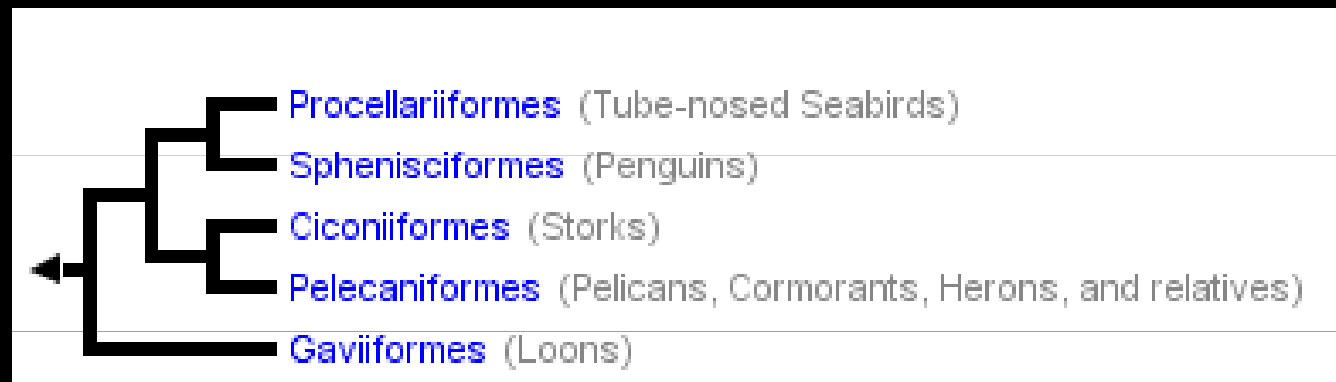 Procellariiformes (Tube-nosed Seabirds)
Sphenisciformes (Penguins)
Ciconiiformes (Storks)
Pelecaniformes (Pelicans, Cormorants, Herons, and relatives)
Gaviiformes (Loons)